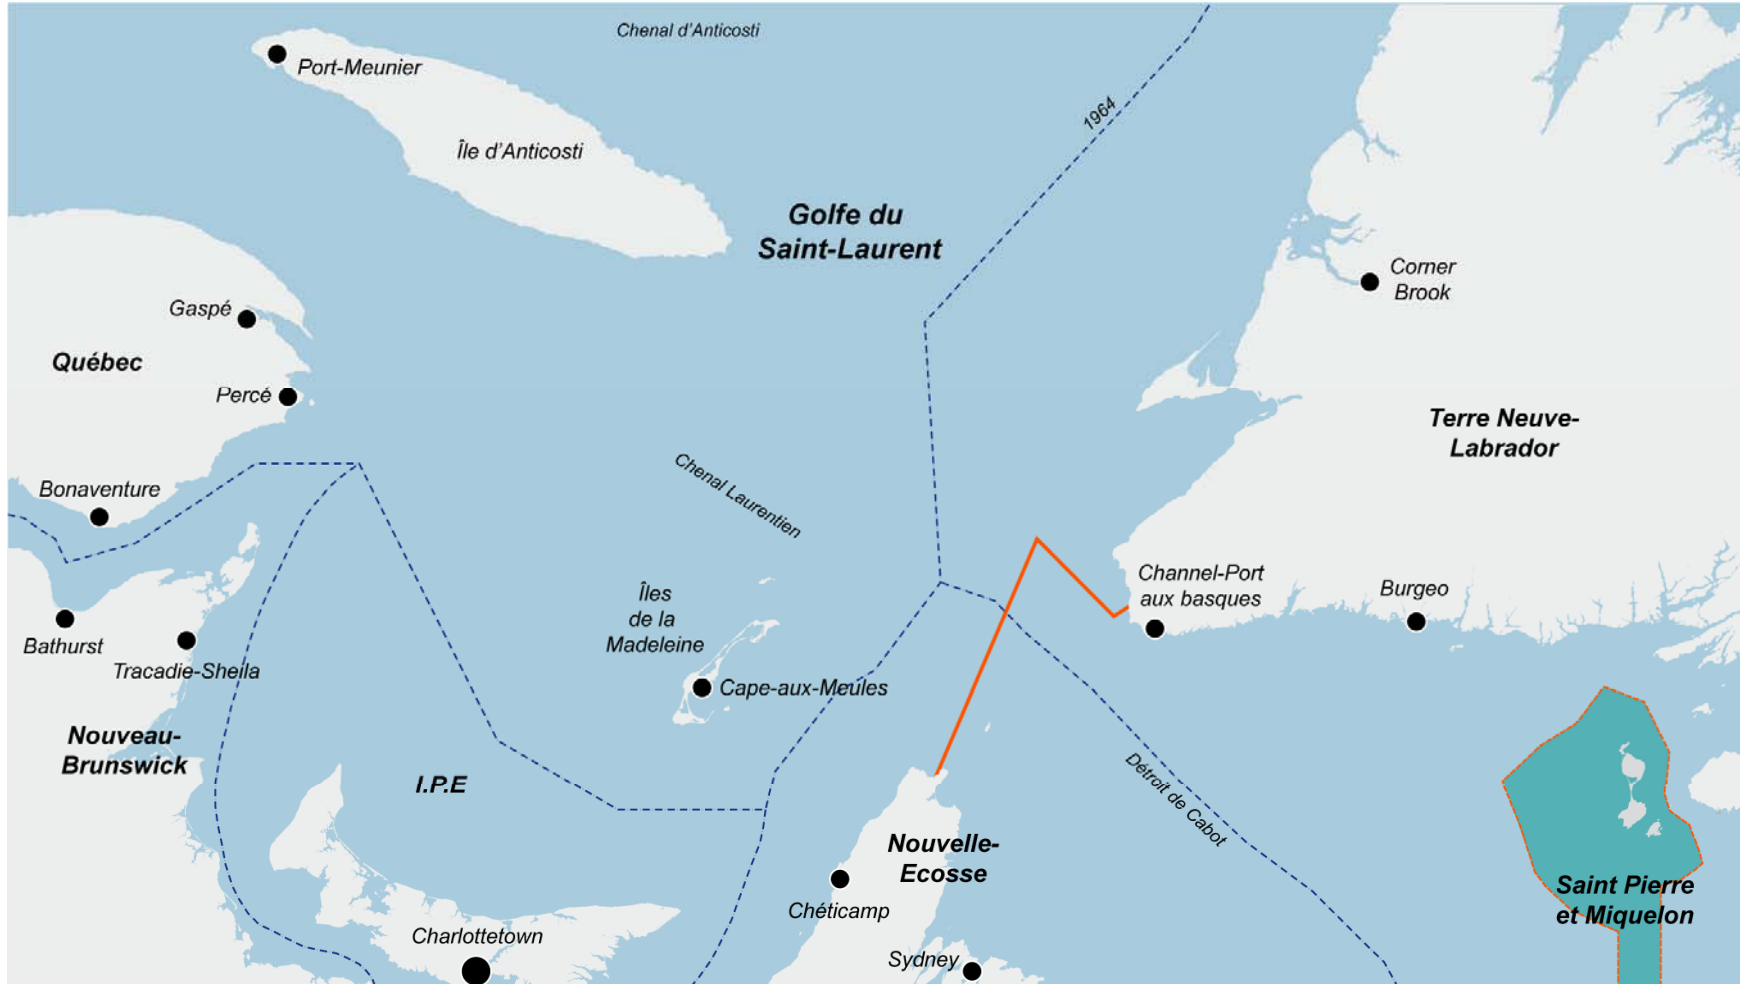 Chenal d'Anticosti
Port-Meunier
1964
Île d'Anticosti
Golfe du
Saint-Laurent
Corner
Brook
Gaspé
Québec
Percé
Terre Neuve-
Labrador
Chenal Laurentien
Bonaventure
Channel-Port
aux basques
Burgeo
Îles
de la
Madeleine
Bathurst
Tracadie-Sheila
Cape-aux-Meules
Nouveau-
Brunswick
I.P.E
Détroit de Cabot
Nouvelle-
Ecosse
Saint Pierre
et Miquelon
Chéticamp
Charlottetown
Sydney